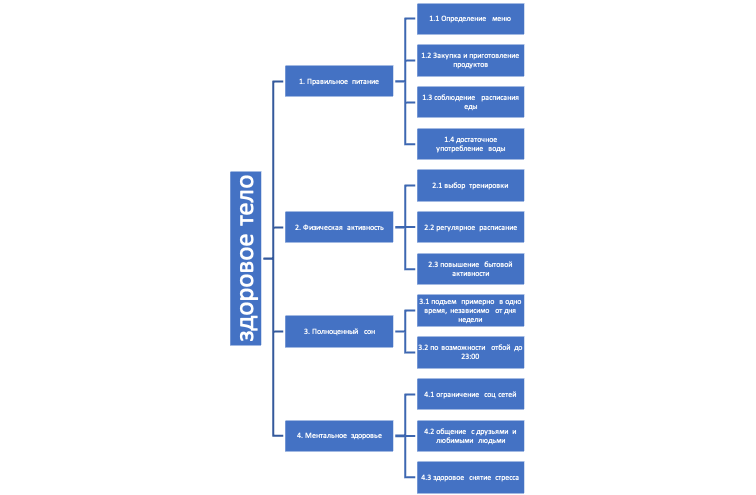 здоровое тело
1. Правильное питание
1.1 Определение меню
1.2 Закупка и приготовление
продуктов
1.3 соблюдение расписания
еды
1.4 достаточное
употребление воды
2. Физическая активность
2.1 выбор тренировки
2.2 регулярное расписание
2.3 повышение бытовой
активности
3. Полноценный сон
3.1 подъем примерно в одно
время, независимо от дня
недели
3.2 по возможности отбой до
23:00
4. Ментальное здоровье
4.1 ограничение соц сетей
4.2 общение с друзьями и
любимыми людьми
4.3 здоровое снятие стресса